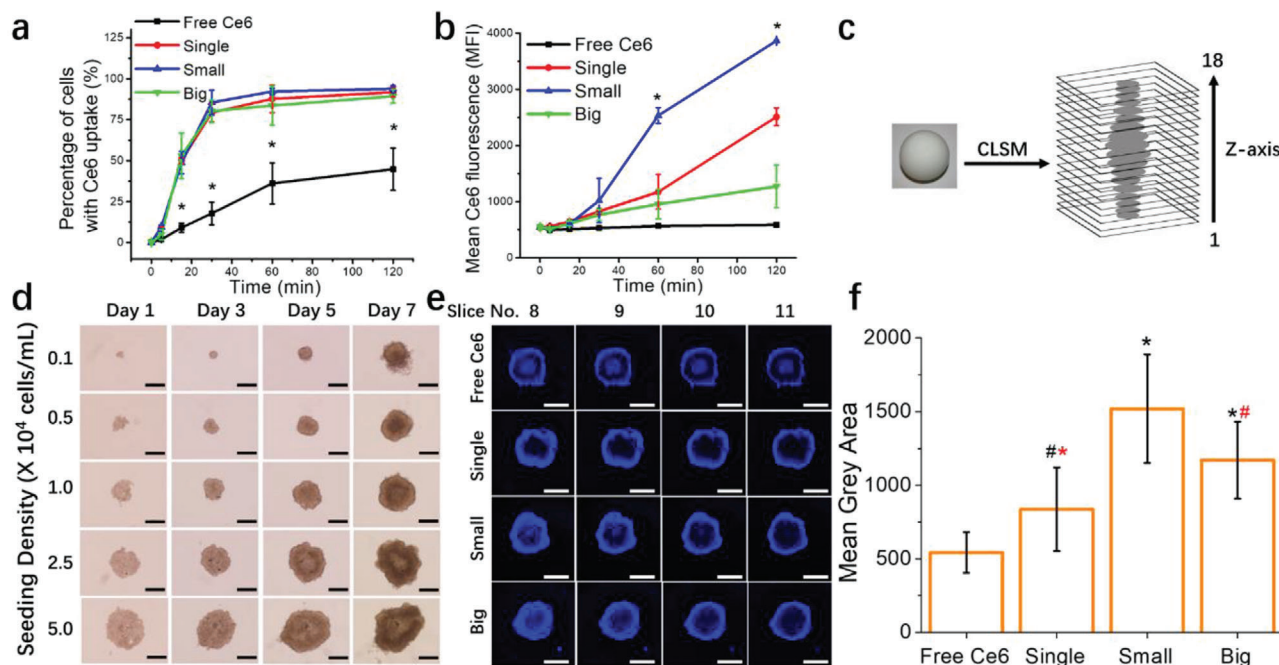 a
Percentage of cells
with Ce6 uptake (%)
100
75
50
25
0
Free Ce6
Single
Small
Big
*
*
*
*
0 20 40 60 80 100 120
Time (min)
b
Mean Ce6 fluorescence (MFI)
4000
3000
2000
1000
400
Free Ce6
Single
Small
Big
*
*
0 20 40 60 80 100 120
Time (min)
c
CLSM
18
Z-axis
1
d
Day 1 Day 3 Day 5 Day 7
Seeding Density (X 10⁴ cells/mL)
0.1
0.5
1.0
2.5
5.0
e
Slice No. 8 9 10 11
Free Ce6
Single
Small
Big
f
Mean Grey Area
2000
1500
1000
500
0
#*
*
*#
Free Ce6 Single Small Big